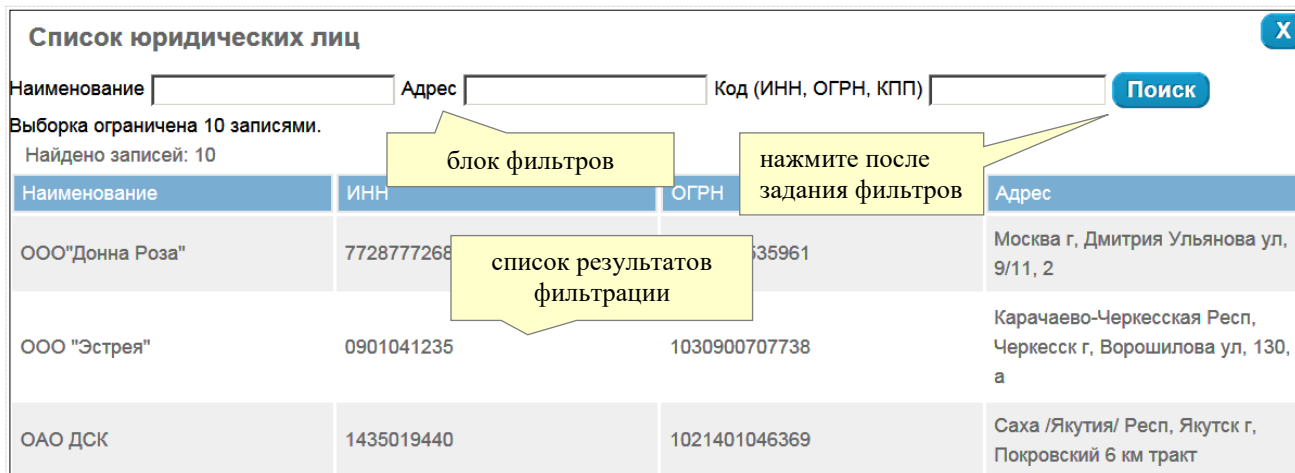 Список юридических лиц
X
Наименование Адрес Код (ИНН, ОГРН, КПП) Поиск
Выборка ограничена 10 записями.
Найдено записей: 10
блок фильтров
нажмите после
задания фильтров
Наименование ИНН ОГРН Адрес
ООО"Донна Роза" 7728777268 35961 Москва г, Дмитрия Ульянова ул,
9/11, 2
список результатов
фильтрации
ООО "Эстрея" 0901041235 1030900707738 Карачаево-Черкесская Респ,
Черкесск г, Ворошилова ул, 130,
а
ОАО ДСК 1435019440 1021401046369 Саха /Якутия/ Респ, Якутск г,
Покровский 6 км тракт